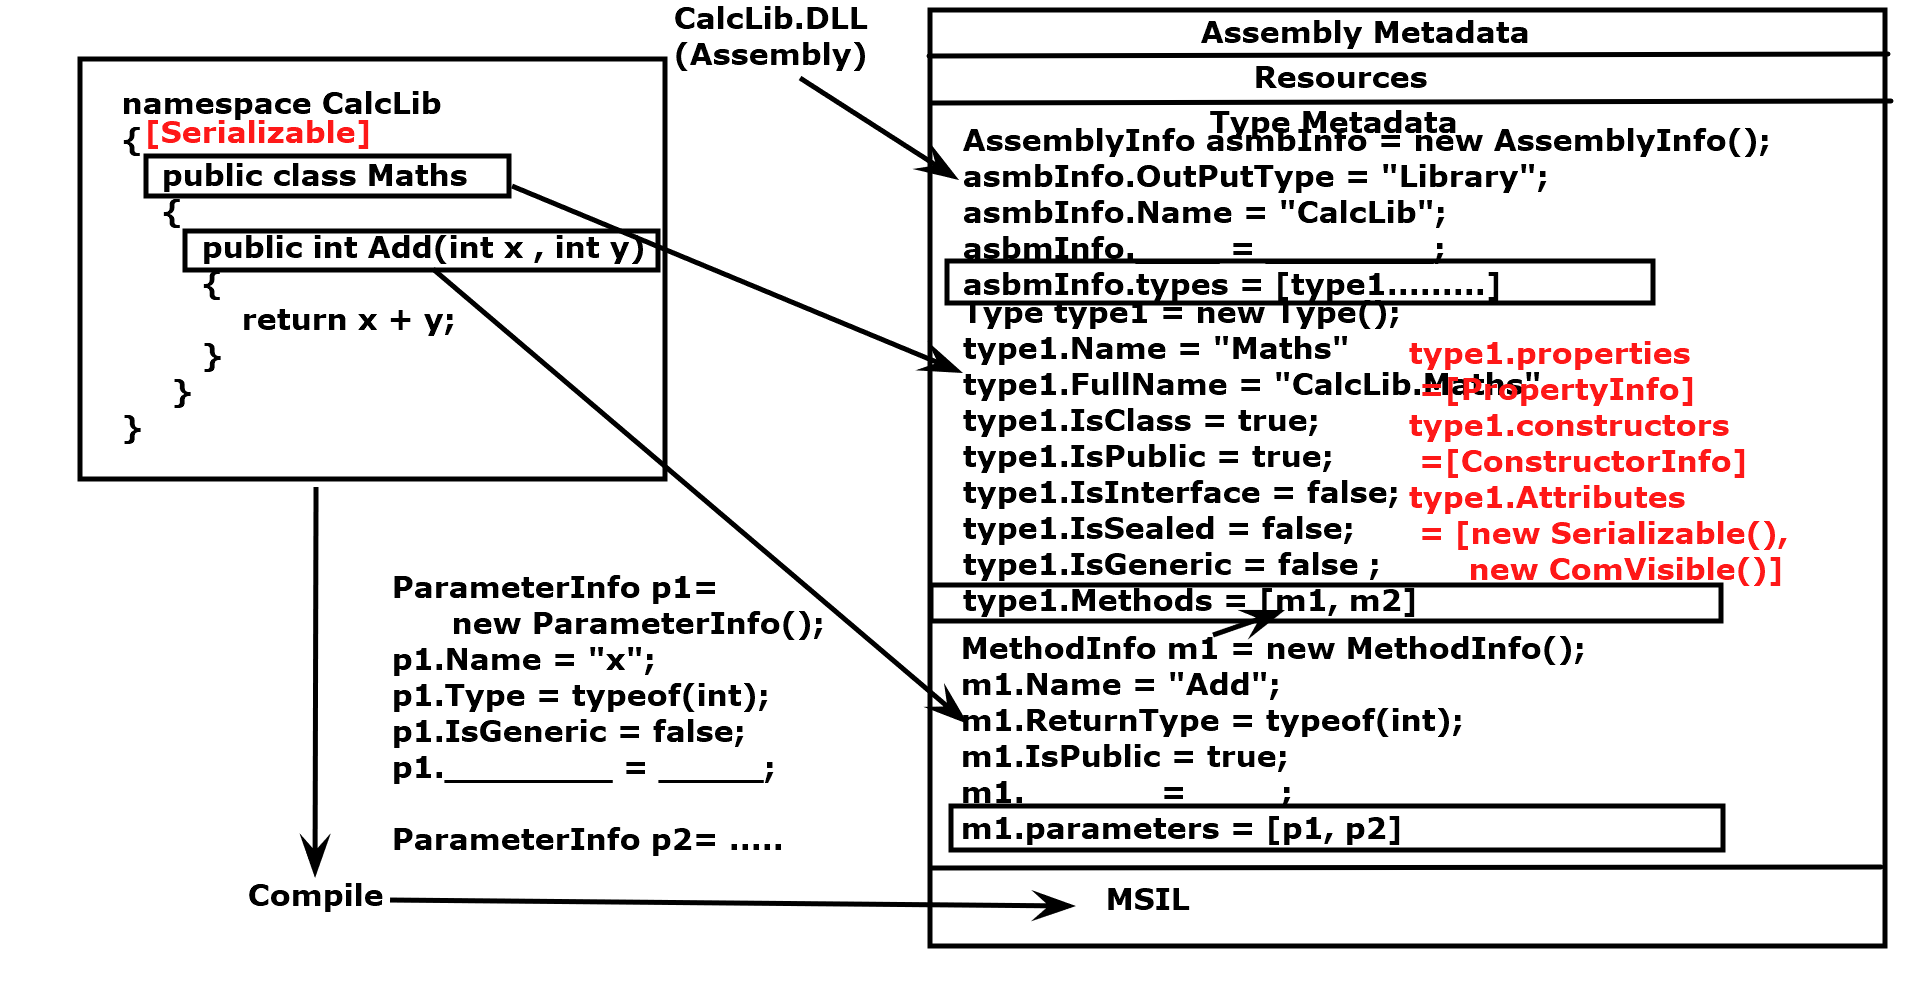 CalcLib.DLL
(Assembly)
namespace CalcLib
{
[Serializable]
public class Maths
{
public int Add(int x , int y)
{
return x + y;
}
}
}
ParameterInfo p1=
new ParameterInfo();
p1.Name = "x";
p1.Type = typeof(int);
p1.IsGeneric = false;
p1.__________ = ______;
ParameterInfo p2= .....
Compile
Assembly Metadata
Resources
Type Metadata
AssemblyInfo asmbInfo = new AssemblyInfo();
asmbInfo.OutPutType = "Library";
asmbInfo.Name = "CalcLib";
asbmInfo._____ = __________;
asbmInfo.types = [type1.........]
Type type1 = new Type();
type1.Name = "Maths"
type1.FullName = "CalcLib.Maths"
type1.IsClass = true;
type1.IsPublic = true;
type1.IsInterface = false;
type1.IsSealed = false;
type1.IsGeneric = false ;
type1.Methods = [m1, m2]
type1.properties
=[PropertyInfo]
type1.constructors
=[ConstructorInfo]
type1.Attributes
= [new Serializable(),
new ComVisible()]
MethodInfo m1 = new MethodInfo();
m1.Name = "Add";
m1.ReturnType = typeof(int);
m1.IsPublic = true;
m1.________ = _____;
m1.parameters = [p1, p2]
MSIL